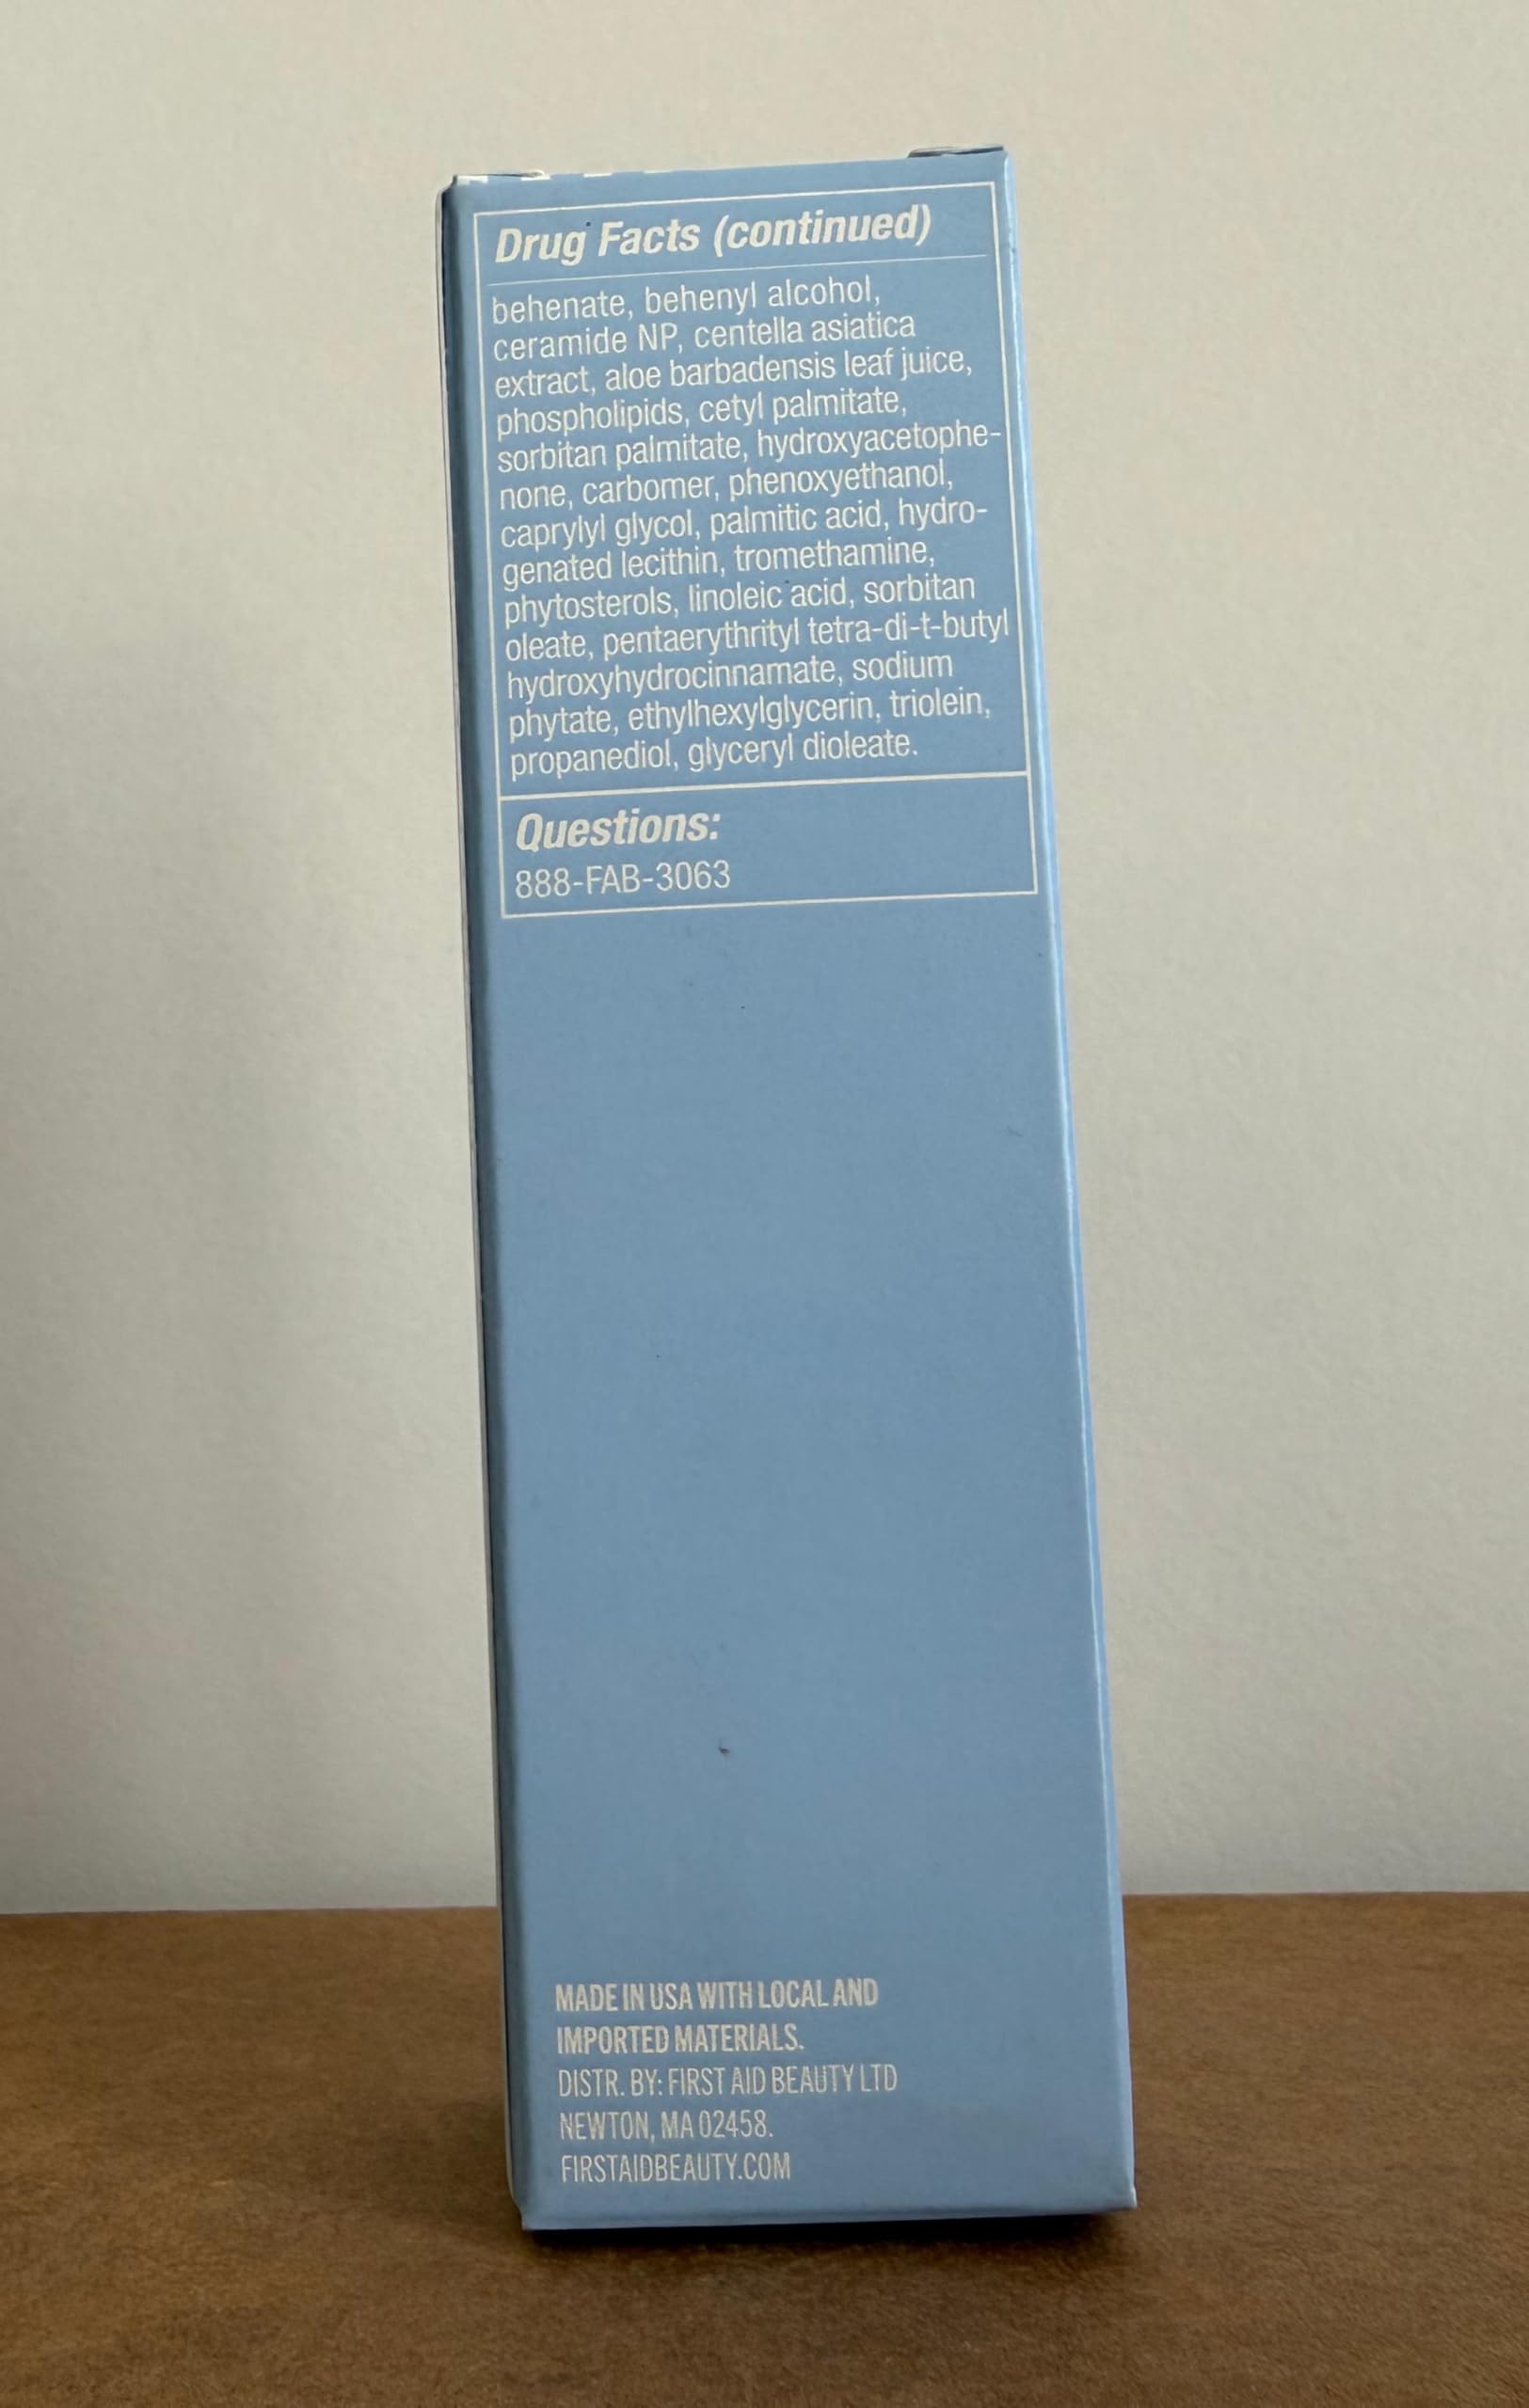 Drug Facts (continued)
behenate, behenyl alcohol,
ceramide NP, centella asiatica
extract, aloe barbadensis leaf juice,
phospholipids, cetyl palmitate,
sorbitan palmitate, hydroxyacetophe-
none, carbomer, phenoxyethanol,
caprylyl glycol, palmitic acid, hydro-
genated lecithin, tromethamine,
phytosterols, linoleic acid, sorbitan
oleate, pentaerythrityl tetra-di-t-butyl
hydroxyhydrocinnamate, sodium
phytate, ethylhexylglycerin, triolein,
propanediol, glyceryl dioleate.
Questions:
888-FAB-3063
MADE IN USA WITH LOCAL AND
IMPORTED MATERIALS.
DISTR. BY: FIRST AID BEAUTY LTD
NEWTON, MA 02458.
FIRSTAIDBEAUTY.COM